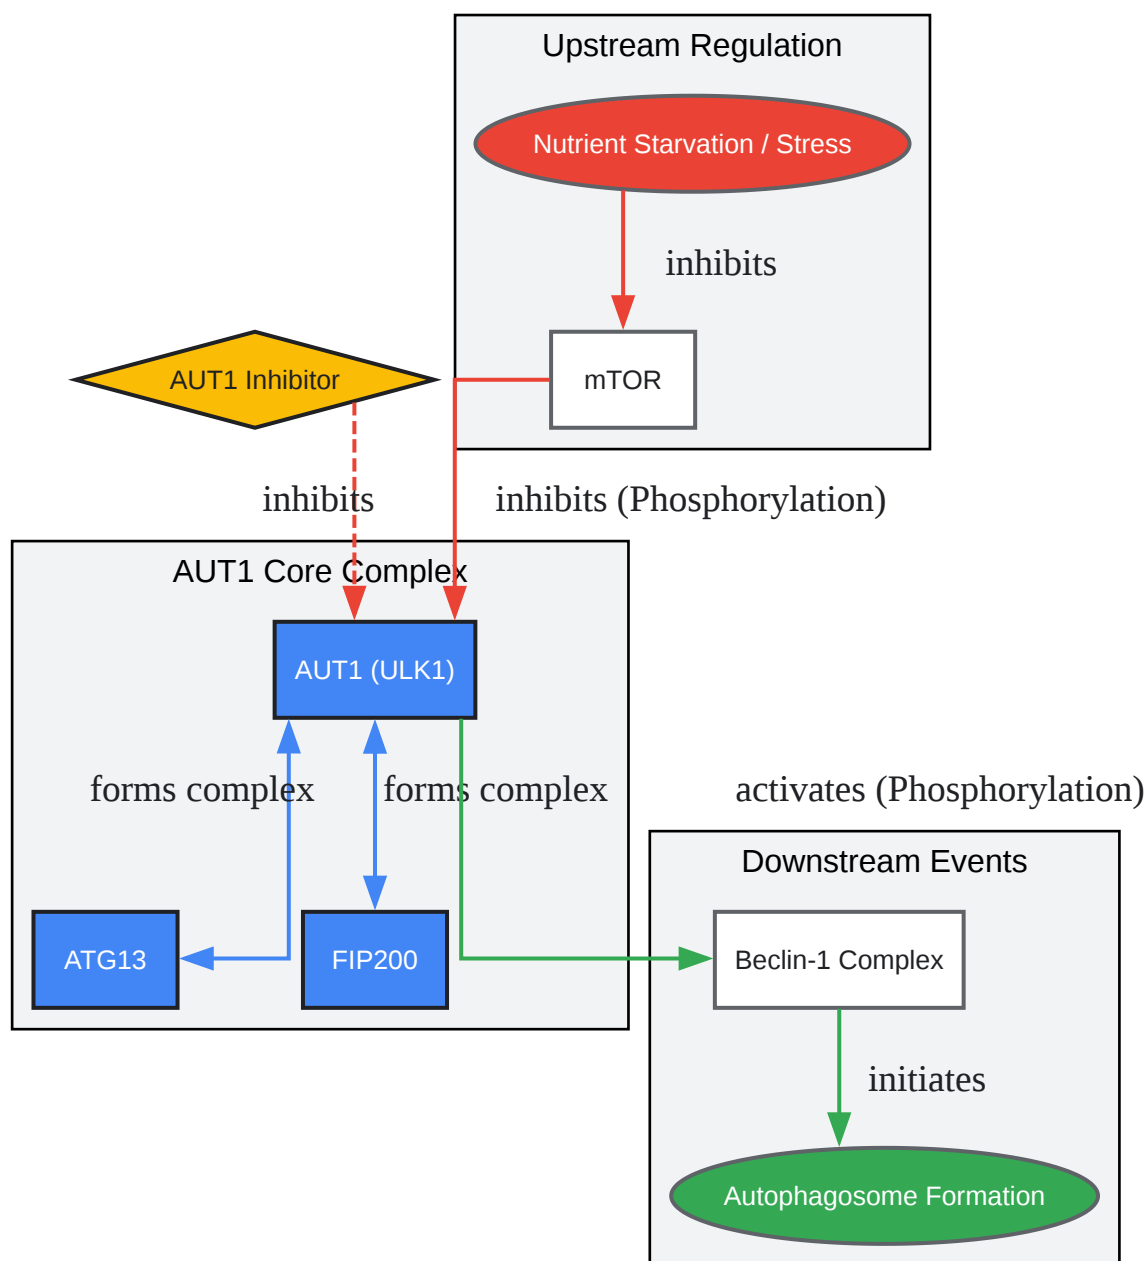 Upstream Regulation
Nutrient Starvation / Stress
inhibits
AUT1 Inhibitor
mTOR
inhibits
inhibits (Phosphorylation)
AUT1 Core Complex
AUT1 (ULK1)
forms complex
forms complex
activates (Phosphorylation)
Downstream Events
ATG13
FIP200
Beclin-1 Complex
initiates
Autophagosome Formation